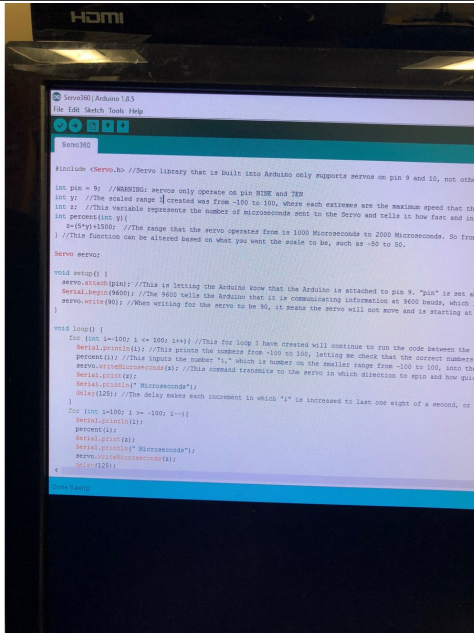 HDMI
Servo360 | Arduino 1.8.5
File Edit Sketch Tools Help
Servo360
#include <Servo.h> //Servo library that is built into Arduino only supports servos on pin 9 and 10, not othe
int pin = 9; //WARNING: servos only operate on pin NINE and TEN
int y; //The scaled range I created was from -100 to 100, where each extremes are the maximum speed that th
int z; //This variable represents the number of microseconds sent to the Servo and tells it how fast and in
int percent(int y){
z=(5*y)+1500; //The range that the servo operates from is 1000 Microseconds to 2000 Microseconds. So from
} //This function can be altered based on what you want the scale to be, such as -50 to 50.
Servo servo;
void setup() {
servo.attach(pin); //This is letting the Arduino know that the Arduino is attached to pin 9. "pin" is set a
Serial.begin(9600); //The 9600 tells the Arduino that it is communicating information at 9600 bauds, which
servo.write(90); //When writing for the servo to be 90, it means the servo will not move and is starting at
}
void loop() {
for (int i=-100; i <= 100; i++){ //This for loop I have created will continue to run the code between the
Serial.println(i); //This prints the numbers from -100 to 100, letting me check that the correct numbers
percent(i); //This inputs the number "i," which is number on the smaller range from -100 to 100, into the
servo.writeMicroseconds(z); //This command transmits to the servo in which direction to spin and how quic
Serial.print(z);
Serial.println(" Microseconds");
delay(125); //The delay makes each increment in which "i" is increased to last one eight of a second, or
}
for (int i=100; i >= -100; i--){
Serial.println(i);
percent(i);
Serial.print(z);
Serial.println(" Microseconds");
servo.writeMicroseconds(z);
delay(125);
Done Saving